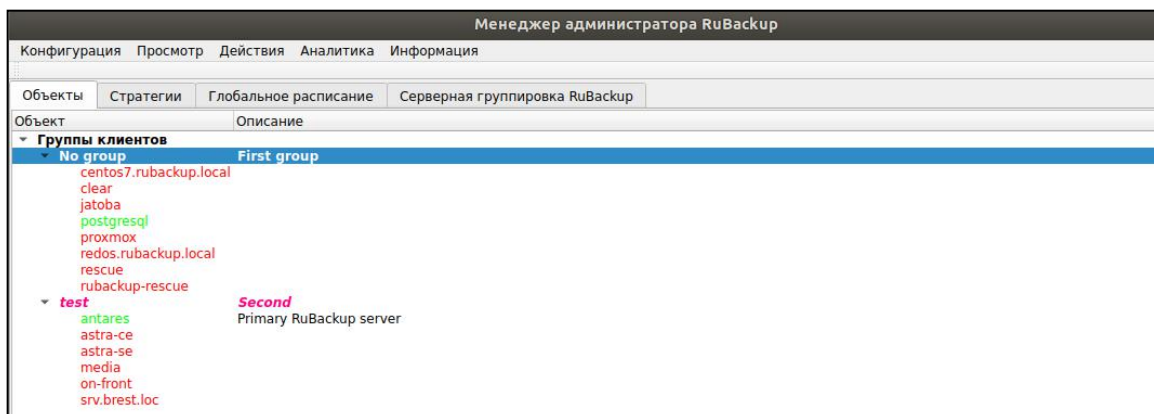 Менеджер администратора RuBackup
Конфигурация Просмотр Действия Аналитика Информация
Объекты Стратегии Глобальное расписание Серверная группировка RuBackup
Объект Описание
Группы клиентов
No group First group
centos7.rubackup.local
clear
jatoba
postgresql
proxmox
redos.rubackup.local
rescue
rubackup-rescue
test Second
antares Primary RuBackup server
astra-ce
astra-se
media
on-front
srv.brest.loc